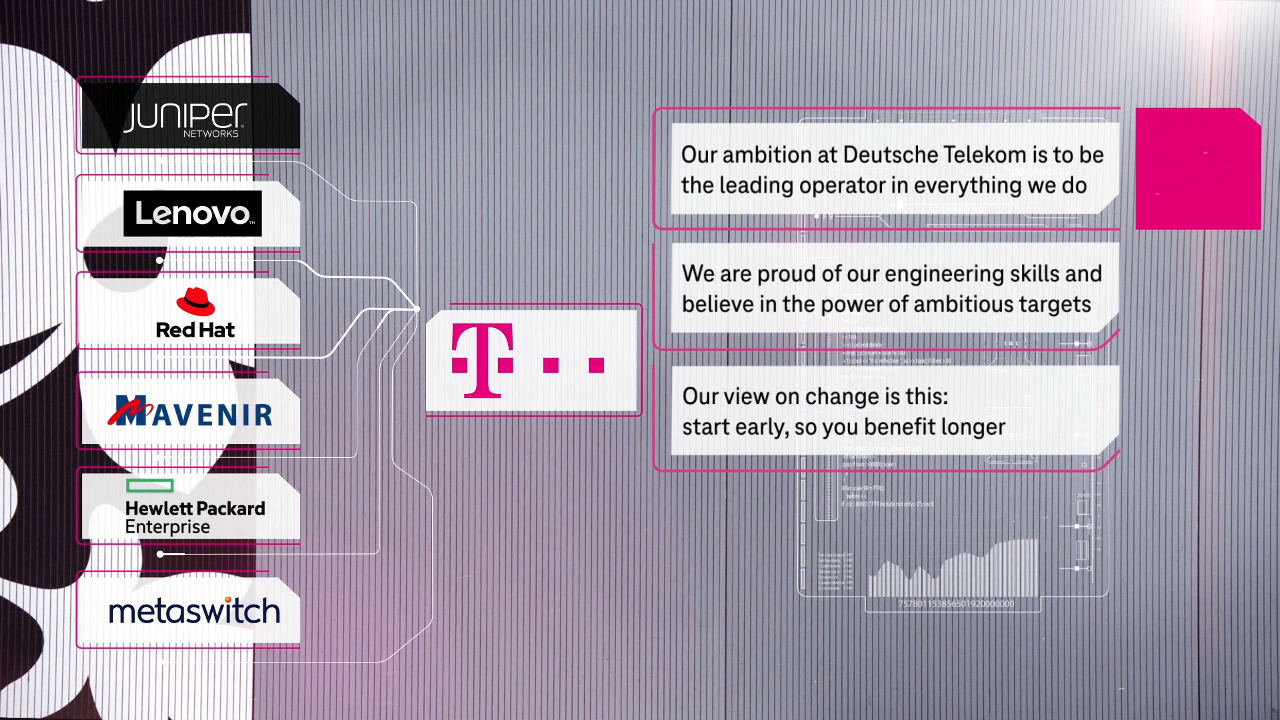 JUNIPER
NETWORKS
Lenovo
Red Hat
MAVENIR
Hewlett Packard
Enterprise
metaswitch
T
Our ambition at Deutsche Telekom is to be
the leading operator in everything we do
We are proud of our engineering skills and
believe in the power of ambitious targets
Our view on change is this:
start early, so you benefit longer